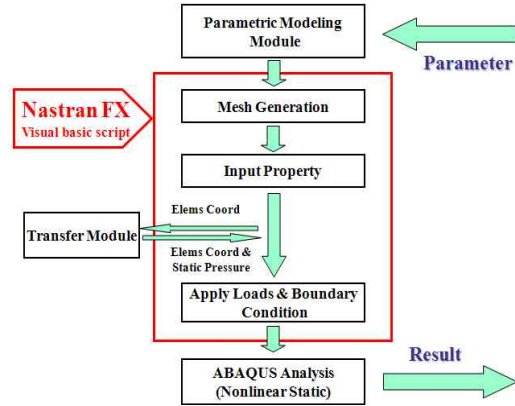 Parametric Modeling
Module
Parameter
Nastran FX
Visual basic script
Mesh Generation
Input Property
Elems Coord
Transfer Module
Elems Coord &
Static Pressure
Apply Loads & Boundary
Condition
ABAQUS Analysis
(Nonlinear Static)
Result